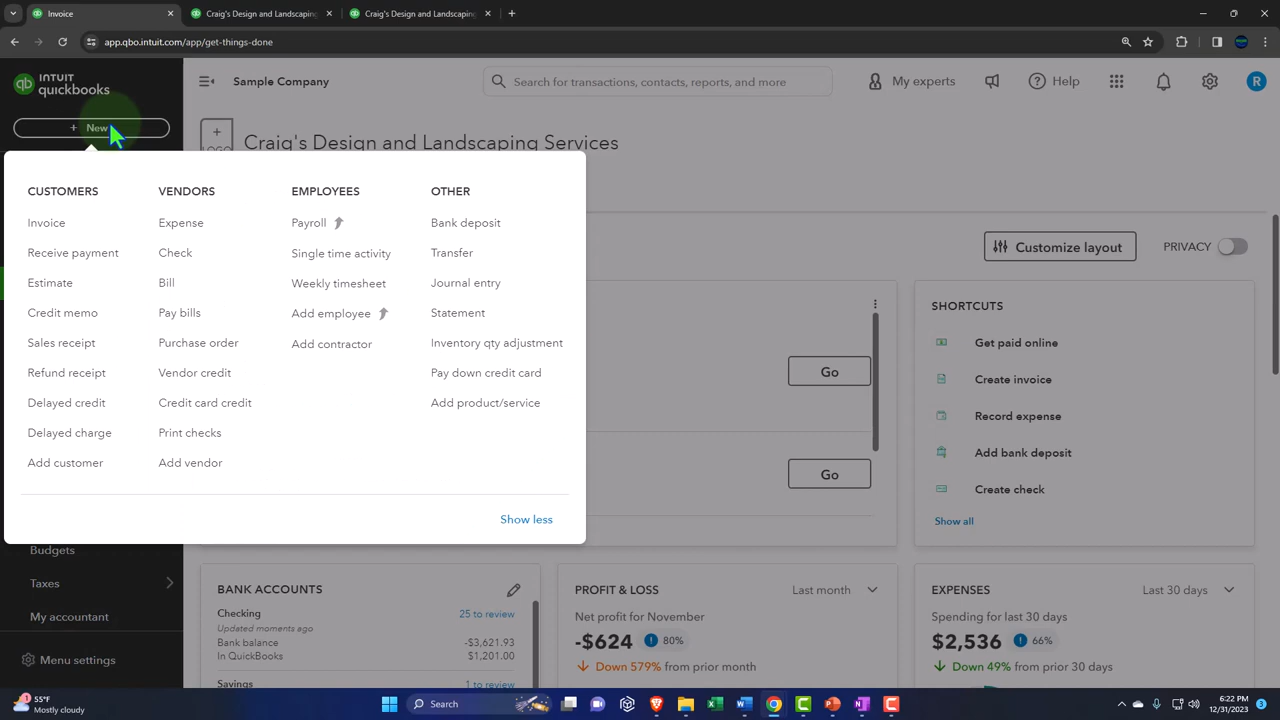 Invoice
Craig's Design and Landscaping
Craig's Design and Landscaping
app.qbo.intuit.com/app/get-things-done
INTUIT
quickbooks
Sample Company
Search for transactions, contacts, reports, and more
My experts
Help
R
+ New
+
LOGO
Craig's Design and Landscaping Services
CUSTOMERS
Invoice
Receive payment
Estimate
Credit memo
Sales receipt
Refund receipt
Delayed credit
Delayed charge
Add customer
VENDORS
Expense
Check
Bill
Pay bills
Purchase order
Vendor credit
Credit card credit
Print checks
Add vendor
EMPLOYEES
Payroll
Single time activity
Weekly timesheet
Add employee
Add contractor
OTHER
Bank deposit
Transfer
Journal entry
Statement
Inventory qty adjustment
Pay down credit card
Add product/service
Show less
Customize layout
PRIVACY
Go
Go
SHORTCUTS
Get paid online
Create invoice
Record expense
Add bank deposit
Create check
Show all
Budgets
Taxes
My accountant
Menu settings
BANK ACCOUNTS
Checking
25 to review
Updated moments ago
Bank balance
-$3,621.93
In QuickBooks
$1,201.00
Savings
1 to review
PROFIT & LOSS
Last month
Net profit for November
-$624
80%
Down 579% from prior month
EXPENSES
Last 30 days
Spending for last 30 days
$2,536
66%
Down 49% from prior 30 days
1
55°F
Mostly cloudy
Search
6:22 PM
12/31/2023
3